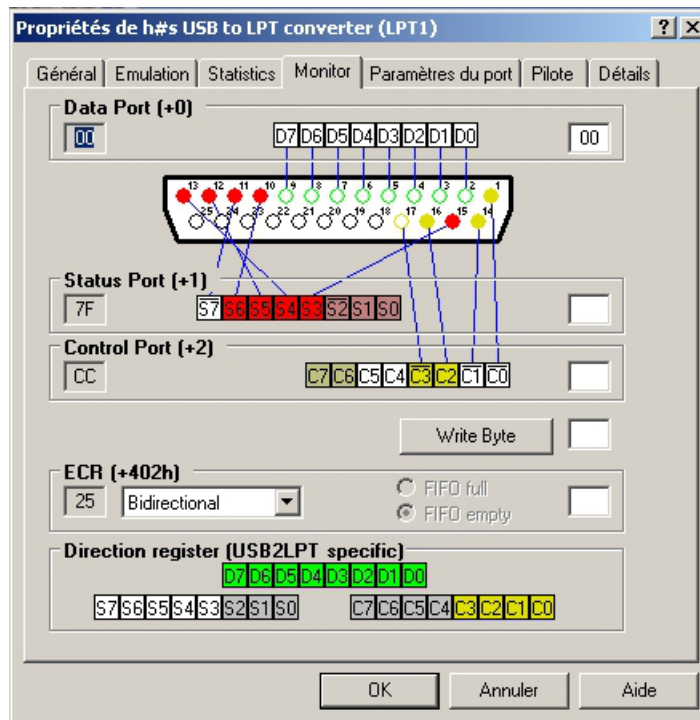 Propriétés de h#s USB to LPT converter (LPT1)
Général Emulation Statistics Monitor Paramètres du port Pilote Détails
Data Port (+0)
00 D7 D6 D5 D4 D3 D2 D1 D0 00
13 12 11 10 9 8 7 6 5 4 3 2 1
25 24 23 22 21 20 19 18 17 16 15 14
Status Port (+1)
7F S7 S6 S5 S4 S3 S2 S1 S0
Control Port (+2)
CC C7 C6 C5 C4 C3 C2 C1 C0
Write Byte
ECR (+402h)
25 Bidirectional
FIFO full
FIFO empty
Direction register (USB2LPT specific)
D7 D6 D5 D4 D3 D2 D1 D0
S7 S6 S5 S4 S3 S2 S1 S0 C7 C6 C5 C4 C3 C2 C1 C0
OK Annuler Aide